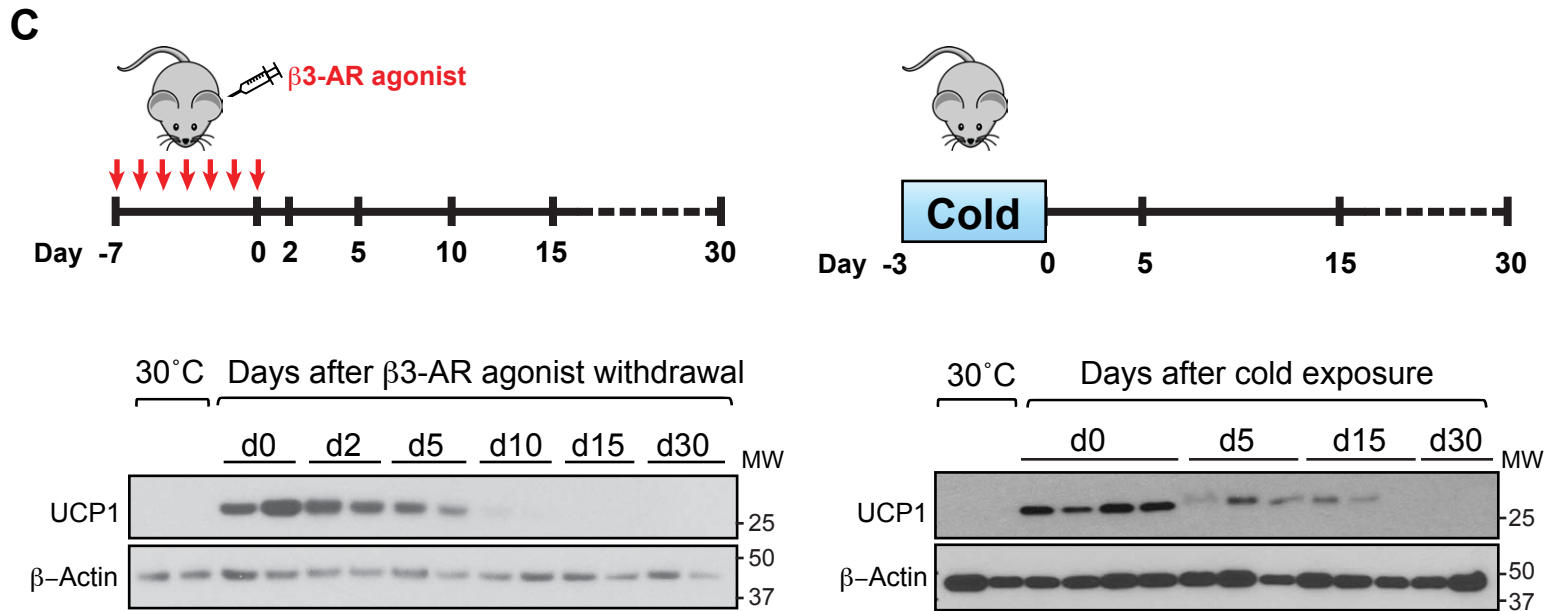 C
β3-AR agonist
Day -7 0 2 5 10 15 30
30˚C Days after β3-AR agonist withdrawal
d0 d2 d5 d10 d15 d30
MW
UCP1
-25
β–Actin
-50
-37
Cold
Day -3 0 5 15 30
30˚C Days after cold exposure
d0 d5 d15 d30
MW
UCP1
-25
β–Actin
-50
-37